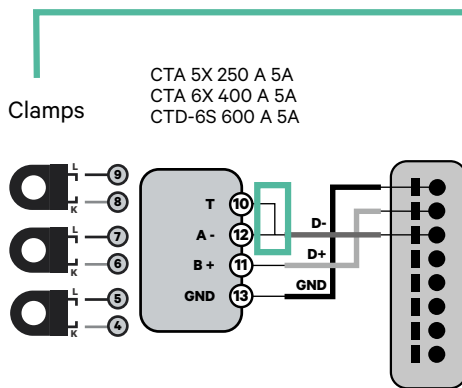 CTA 5X 250 A 5A
CTA 6X 400 A 5A
CTD-6S 600 A 5A
Clamps
L 9
K 8
L 7
K 6
L 5
K 4
T 10
A - 12
B + 11
GND 13
D-
D+
GND